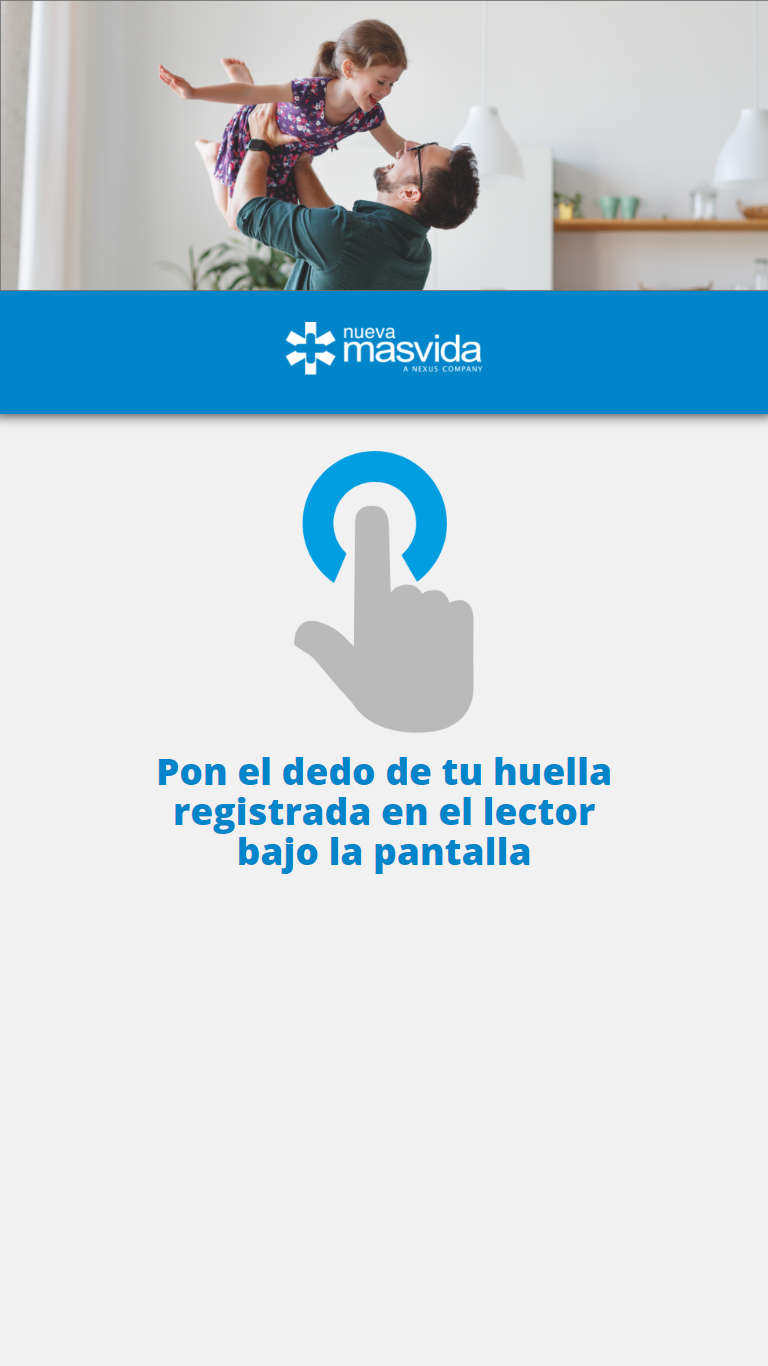 nueva
masvida
A NEXUS COMPANY
Pon el dedo de tu huella
registrada en el lector
bajo la pantalla